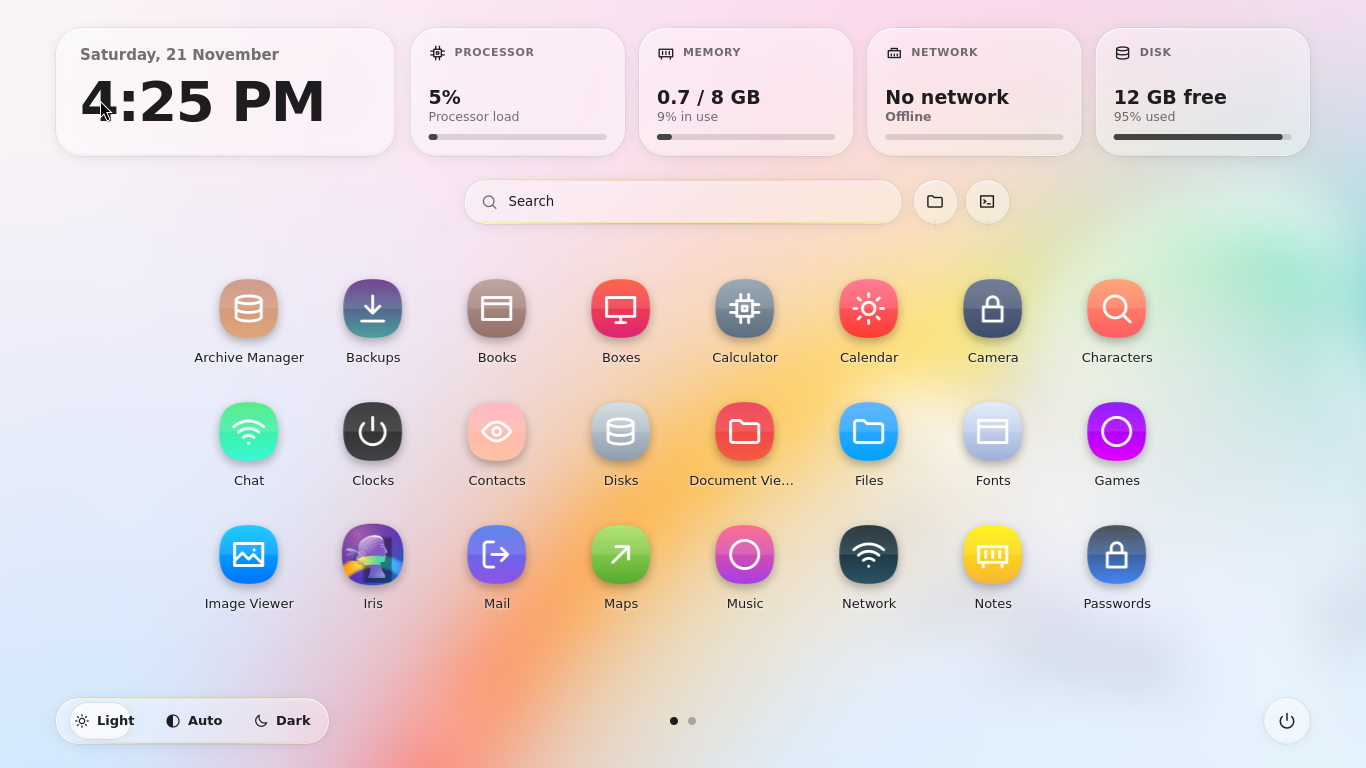 Saturday, 21 November
4:25 PM
PROCESSOR
5%
Processor load
MEMORY
0.7 / 8 GB
9% in use
NETWORK
No network
Offline
DISK
12 GB free
95% used
Search
Archive Manager
Backups
Books
Boxes
Calculator
Calendar
Camera
Characters
Chat
Clocks
Contacts
Disks
Document Vie...
Files
Fonts
Games
Image Viewer
Iris
Mail
Maps
Music
Network
Notes
Passwords
Light
Auto
Dark